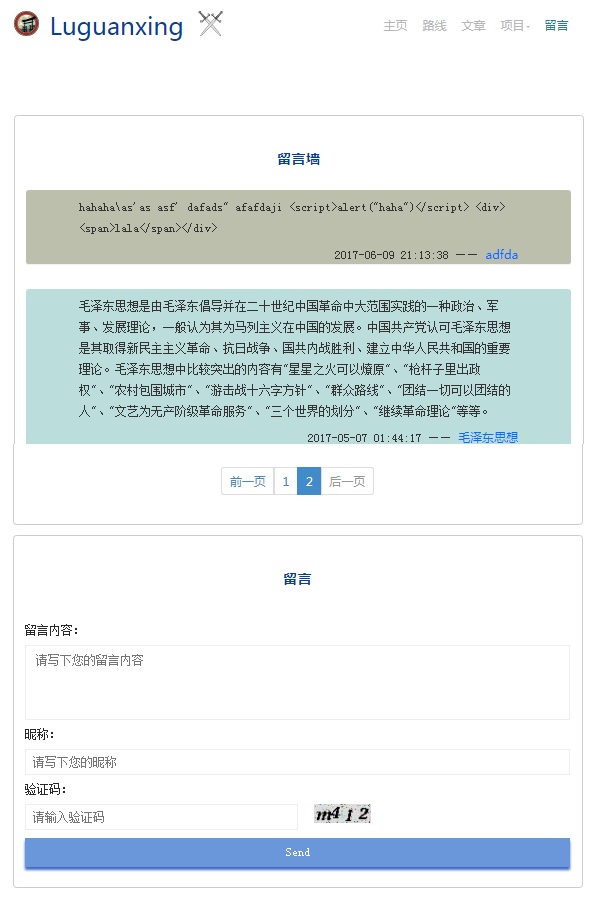 Luguanxing 主页 路线 文章 项目 留言
留言墙
hahaha\as'as asf' dafads" afafdaji <script>alert("haha")</script> <div>
<span>lala</span></div>
2017-06-09 21:13:38 —— adfda
毛泽东思想是由毛泽东倡导并在二十世纪中国革命中大范围实践的一种政治、军
事、发展理论，一般认为其为马列主义在中国的发展。中国共产党认可毛泽东思想
是其取得新民主主义革命、抗日战争、国共内战胜利、建立中华人民共和国的重要
理论。毛泽东思想中比较突出的内容有“星星之火可以燎原”、“枪杆子里出政
权”、“农村包围城市”、“游击战十六字方针”、“群众路线”、“团结一切可以团结的
人”、“文艺为无产阶级革命服务”、“三个世界的划分”、“继续革命理论”等等。
2017-05-07 01:44:17 —— 毛泽东思想
前一页 1 2 后一页
留言
留言内容：
请写下您的留言内容
昵称：
请写下您的昵称
验证码：
请输入验证码 m4 1 2
Send